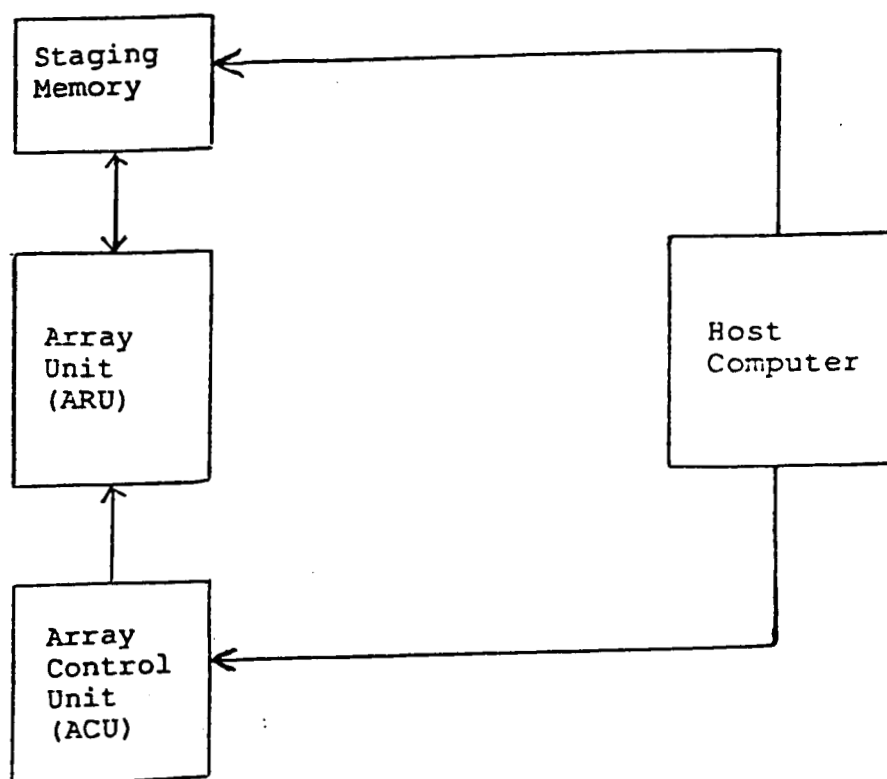 Staging
Memory
Array
Unit
(ARU)
Host
Computer
Array
Control
Unit
(ACU)